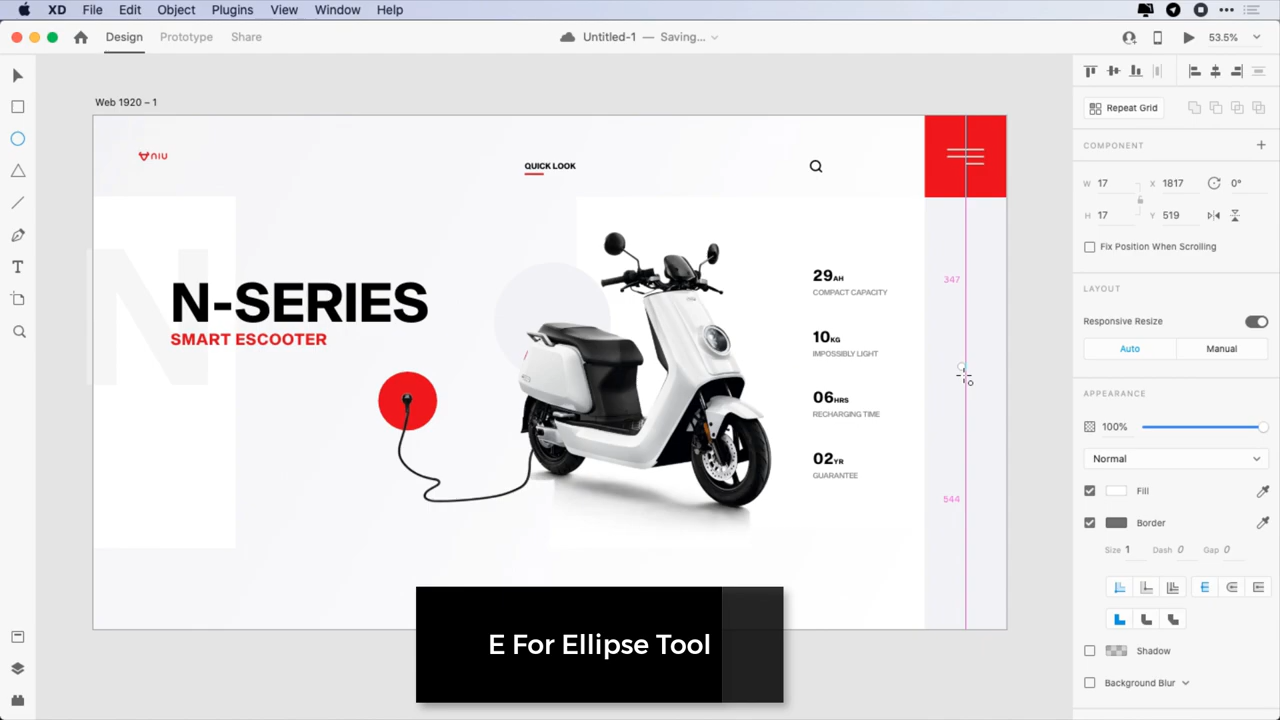 XD File Edit Object Plugins View Window Help
Design Prototype Share
Untitled-1 — Saving...
53.5%
Web 1920 – 1
Repeat Grid
COMPONENT
W 17 X 1817 0°
H 17 Y 519
Fix Position When Scrolling
LAYOUT
Responsive Resize
Auto Manual
APPEARANCE
100%
Normal
Fill
Border
Size 1 Dash 0 Gap 0
Shadow
Background Blur
NIU
QUICK LOOK
N
N-SERIES
SMART ESCOOTER
29AH
COMPACT CAPACITY
10KG
IMPOSSIBLY LIGHT
06HRS
RECHARGING TIME
02YR
GUARANTEE
347
544
E For Ellipse Tool